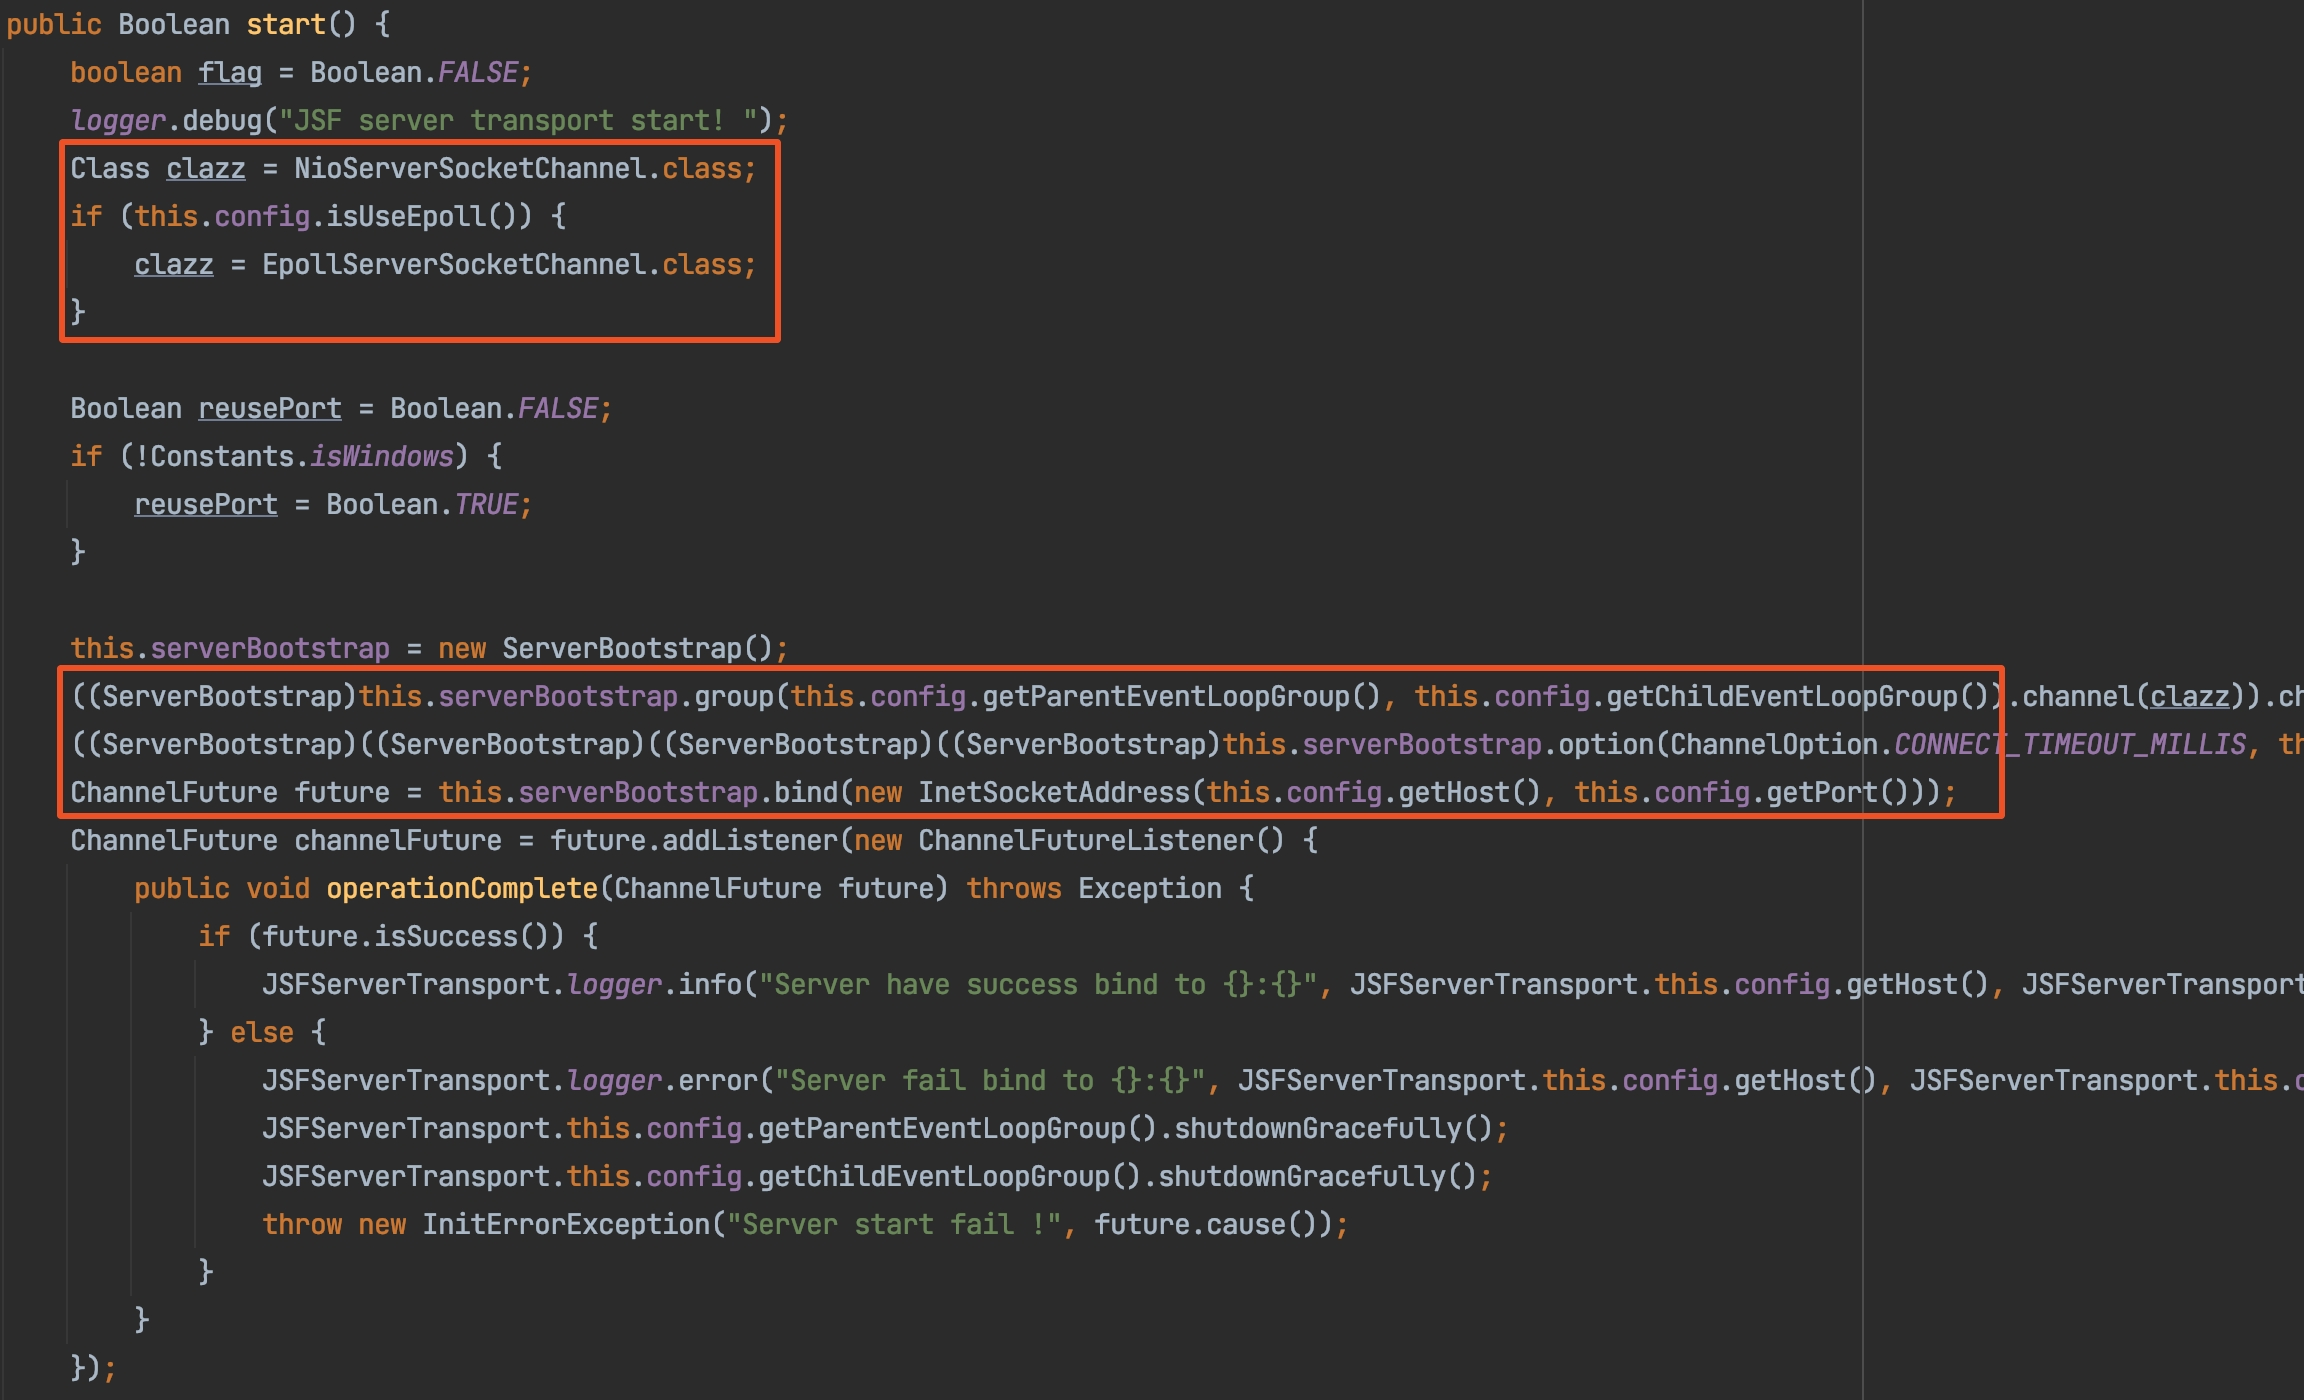 public Boolean start() {
    boolean flag = Boolean.FALSE;
    logger.debug("JSF server transport start! ");
    Class clazz = NioServerSocketChannel.class;
    if (this.config.isUseEpoll()) {
        clazz = EpollServerSocketChannel.class;
    }

    Boolean reusePort = Boolean.FALSE;
    if (!Constants.isWindows) {
        reusePort = Boolean.TRUE;
    }

    this.serverBootstrap = new ServerBootstrap();
    ((ServerBootstrap)this.serverBootstrap.group(this.config.getParentEventLoopGroup(), this.config.getChildEventLoopGroup()).channel(clazz)).ch
    ((ServerBootstrap)((ServerBootstrap)((ServerBootstrap)((ServerBootstrap)this.serverBootstrap.option(ChannelOption.CONNECT_TIMEOUT_MILLIS, th
    ChannelFuture future = this.serverBootstrap.bind(new InetSocketAddress(this.config.getHost(), this.config.getPort()));
    ChannelFuture channelFuture = future.addListener(new ChannelFutureListener() {
        public void operationComplete(ChannelFuture future) throws Exception {
            if (future.isSuccess()) {
                JSFServerTransport.logger.info("Server have success bind to {}:{}", JSFServerTransport.this.config.getHost(), JSFServerTransport
            } else {
                JSFServerTransport.logger.error("Server fail bind to {}:{}", JSFServerTransport.this.config.getHost(), JSFServerTransport.this.c
                JSFServerTransport.this.config.getParentEventLoopGroup().shutdownGracefully();
                JSFServerTransport.this.config.getChildEventLoopGroup().shutdownGracefully();
                throw new InitErrorException("Server start fail !", future.cause());
            }
        }
    });